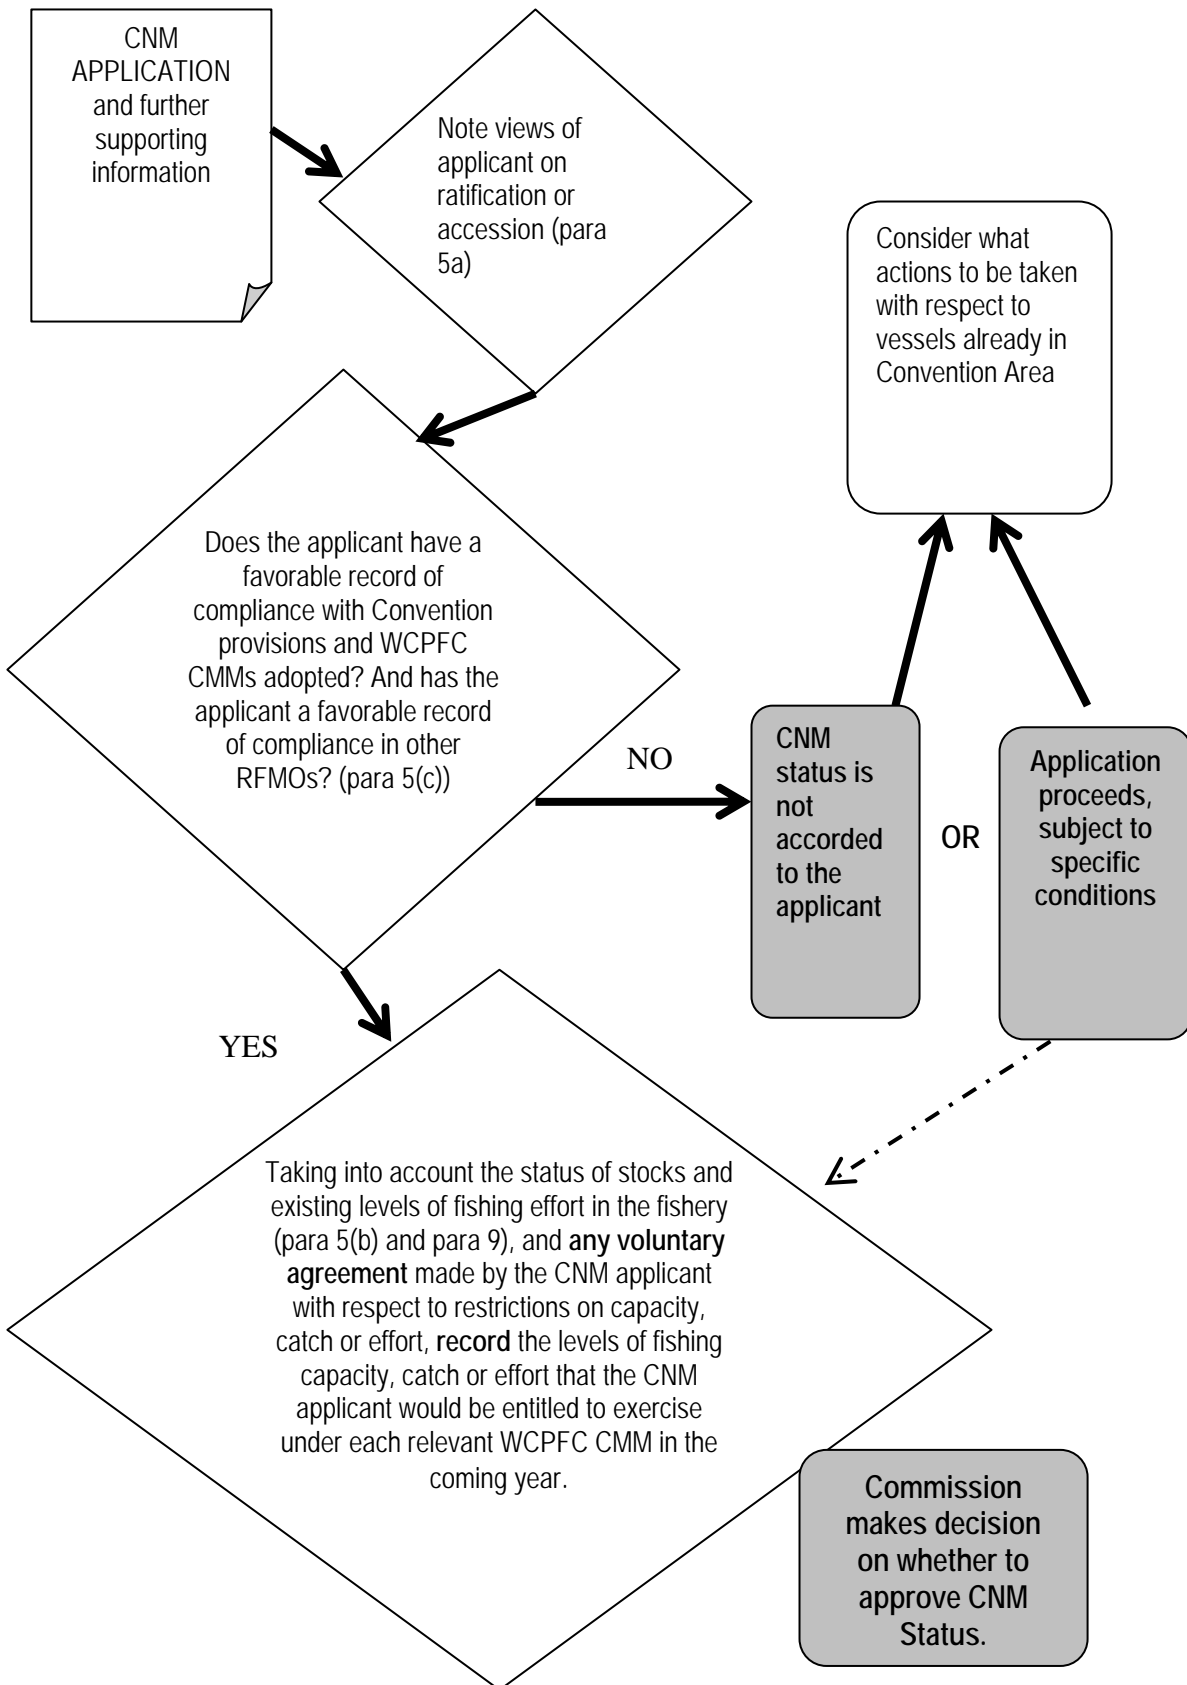 CNM
APPLICATION
and further
supporting
information
Note views of
applicant on
ratification or
accession (para
5a)
Consider what
actions to be taken
with respect to
vessels already in
Convention Area
Does the applicant have a
favorable record of
compliance with Convention
provisions and WCPFC
CMMs adopted? And has the
applicant a favorable record
of compliance in other
RFMOs? (para 5(c))
NO
CNM
status is
not
accorded
to the
applicant
OR
Application
proceeds,
subject to
specific
conditions
YES
Taking into account the status of stocks and
existing levels of fishing effort in the fishery
(para 5(b) and para 9), and any voluntary
agreement made by the CNM applicant
with respect to restrictions on capacity,
catch or effort, record the levels of fishing
capacity, catch or effort that the CNM
applicant would be entitled to exercise
under each relevant WCPFC CMM in the
coming year.
Commission
makes decision
on whether to
approve CNM
Status.